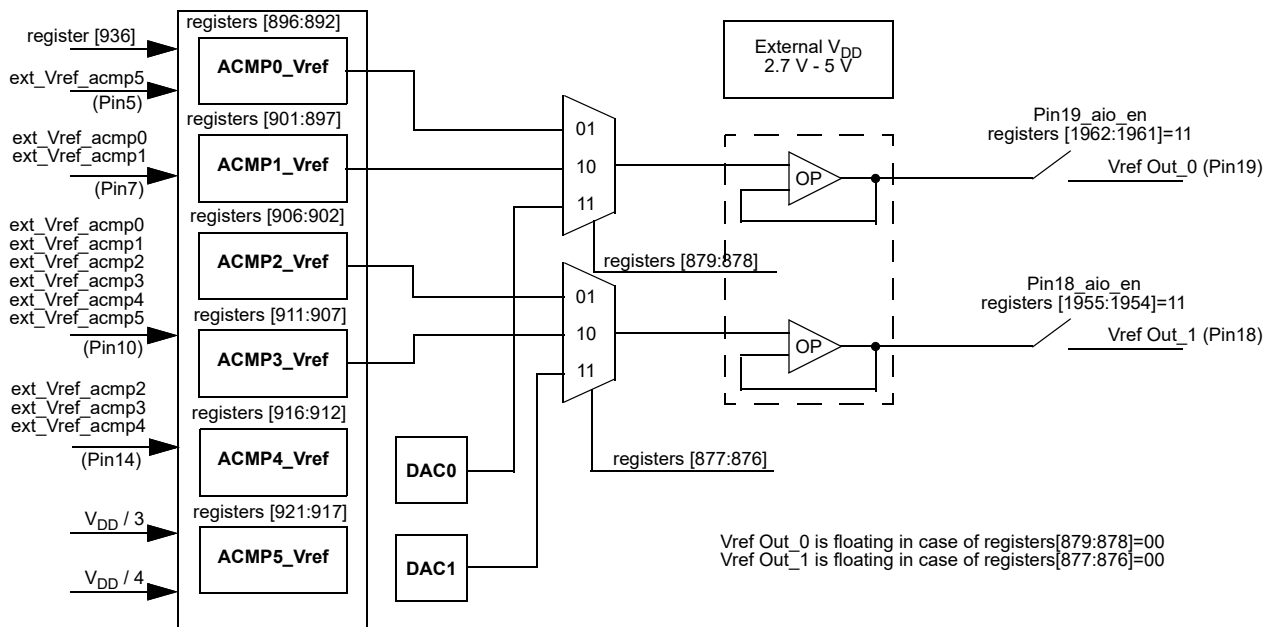 register [936]
ext_Vref_acmp5
(Pin5)
ext_Vref_acmp0
ext_Vref_acmp1
(Pin7)
ext_Vref_acmp0
ext_Vref_acmp1
ext_Vref_acmp2
ext_Vref_acmp3
ext_Vref_acmp4
ext_Vref_acmp5
(Pin10)
ext_Vref_acmp2
ext_Vref_acmp3
ext_Vref_acmp4
(Pin14)
VDD / 3
VDD / 4
registers [896:892]
ACMP0_Vref
registers [901:897]
ACMP1_Vref
registers [906:902]
ACMP2_Vref
registers [911:907]
ACMP3_Vref
registers [916:912]
ACMP4_Vref
registers [921:917]
ACMP5_Vref
DAC0
DAC1
01
10
11
registers [879:878]
01
10
11
registers [877:876]
External VDD
2.7 V - 5 V
OP
OP
Pin19_aio_en
registers [1962:1961]=11
Vref Out_0 (Pin19)
Pin18_aio_en
registers [1955:1954]=11
Vref Out_1 (Pin18)
Vref Out_0 is floating in case of registers[879:878]=00
Vref Out_1 is floating in case of registers[877:876]=00